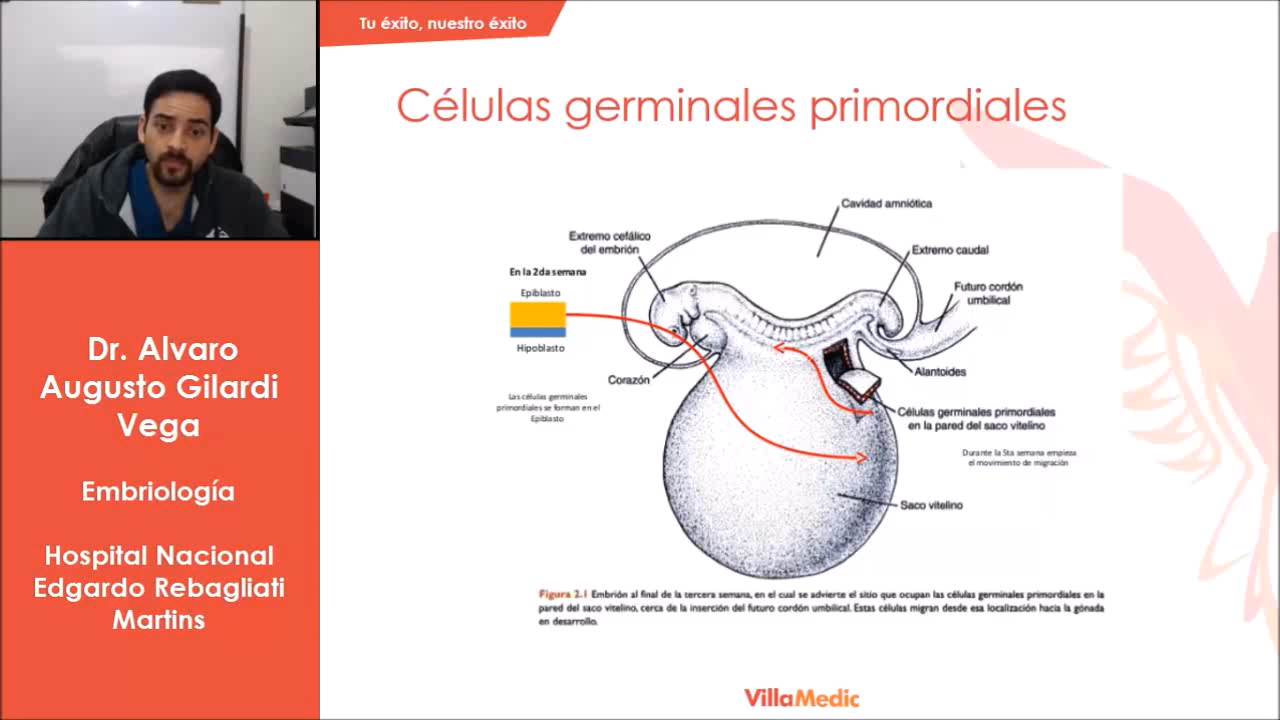 Tu éxito, nuestro éxito
Células germinales primordiales
Dr. Alvaro
Augusto Gilardi
Vega
Embriología
Hospital Nacional
Edgardo Rebagliati
Martins
Cavidad amniótica
Extremo cefálico
del embrión
Extremo caudal
En la 2da semana
Epiblasto
Hipoblasto
Futuro cordón
umbilical
Corazón
Alantoides
Las células germinales
primordiales se forman en el
Epiblasto
Células germinales primordiales
en la pared del saco vitelino
Durante la 5ta semana empieza
el movimiento de migración
Saco vitelino
Figura 2.1 Embrión al final de la tercera semana, en el cual se advierte el sitio que ocupan las células germinales primordiales en la
pared del saco vitelino, cerca de la inserción del futuro cordón umbilical. Estas células migran desde esa localización hacia la gónada
en desarrollo.
VillaMedic